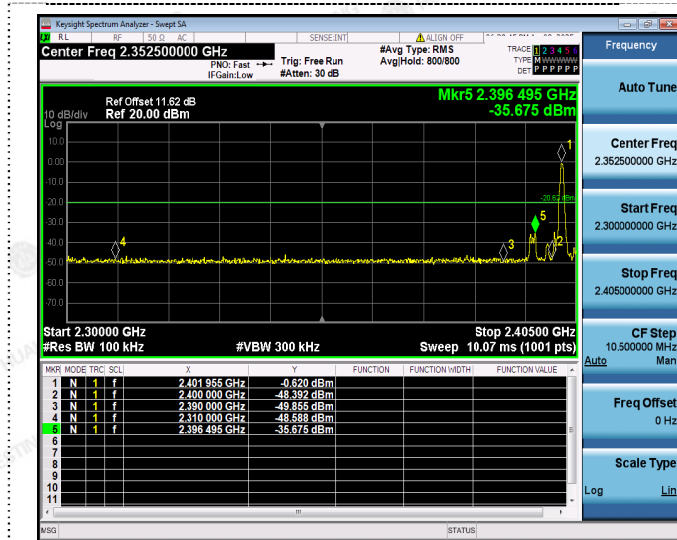 Keysight Spectrum Analyzer - Swept SA
RL RF 50 Ω AC SENSE:INT ALIGN OFF
Center Freq 2.352500000 GHz
PNO: Fast
IFGain:Low
Trig: Free Run
#Atten: 30 dB
#Avg Type: RMS
Avg|Hold: 800/800
TRACE 1 2 3 4 5 6
TYPE M W W W W W
DET P P P P P P
Mkr5 2.396 495 GHz
-35.675 dBm
Ref Offset 11.62 dB
10 dB/div Ref 20.00 dBm
Log
10.0
0.00
-10.0
-20.0
-30.0
-40.0
-50.0
-60.0
-70.0
-20.62 dBm
1
5
2
3
4
Start 2.30000 GHz Stop 2.40500 GHz
#Res BW 100 kHz #VBW 300 kHz Sweep 10.07 ms (1001 pts)
MKR MODE TRC SCL X Y FUNCTION FUNCTION WIDTH FUNCTION VALUE
1 N 1 f 2.401 955 GHz -0.620 dBm
2 N 1 f 2.400 000 GHz -48.392 dBm
3 N 1 f 2.390 000 GHz -49.855 dBm
4 N 1 f 2.310 000 GHz -48.588 dBm
5 N 1 f 2.396 495 GHz -35.675 dBm
6
7
8
9
10
11
MSG STATUS
Frequency
Auto Tune
Center Freq
2.352500000 GHz
Start Freq
2.300000000 GHz
Stop Freq
2.405000000 GHz
CF Step
10.500000 MHz
Auto Man
Freq Offset
0 Hz
Scale Type
Log Lin